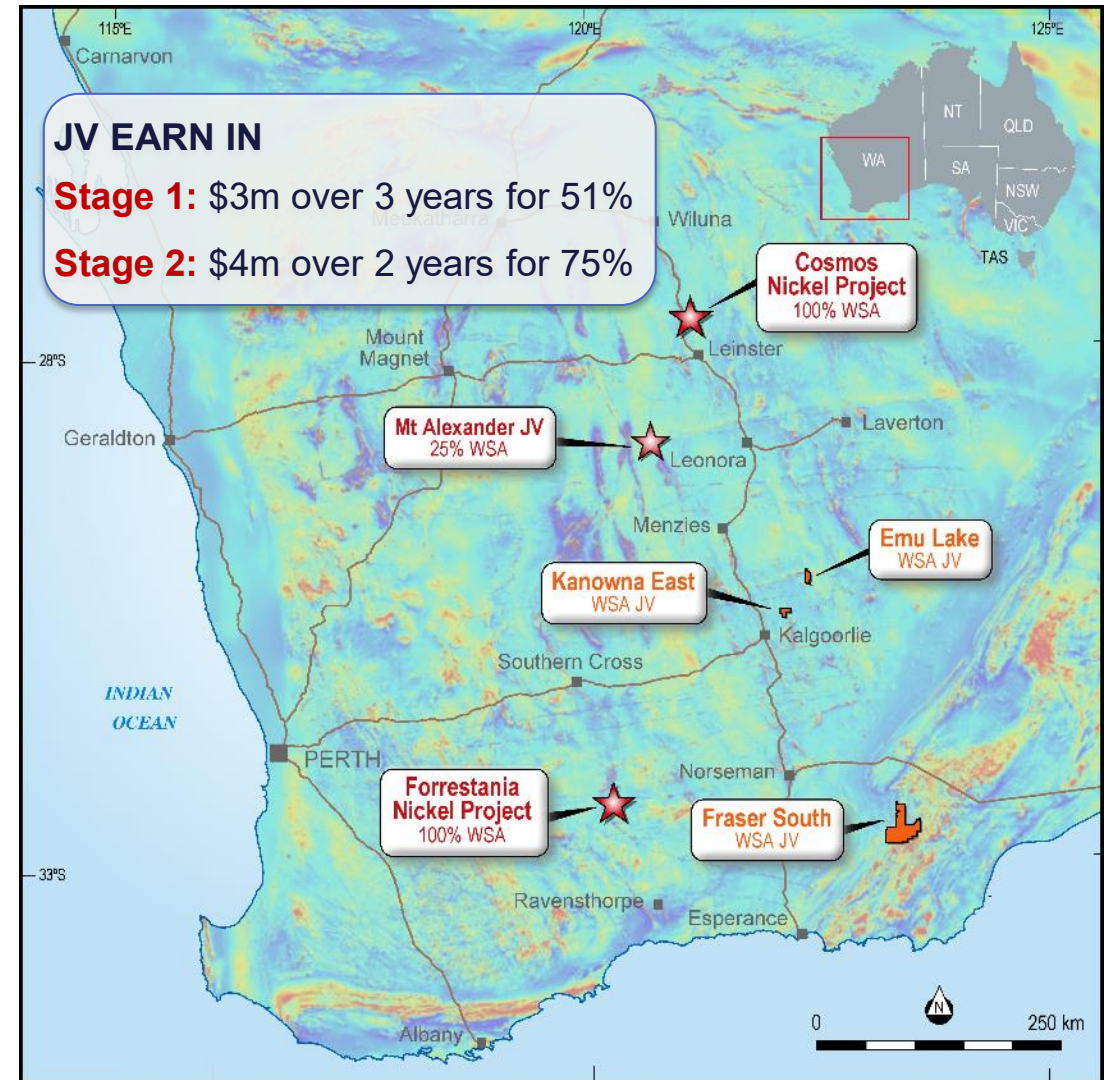 115°E
120°E
125°E
Carnarvon
JV EARN IN
Stage 1: $3m over 3 years for 51%
Meekatharra
Stage 2: $4m over 2 years for 75%
Wiluna
NT
QLD
WA
SA
NSW
VIC
TAS
Cosmos
Nickel Project
100% WSA
28°S
Mount
Magnet
Leinster
Geraldton
Mt Alexander JV
25% WSA
Laverton
Leonora
Menzies
Emu Lake
WSA JV
Kanowna East
WSA JV
Kalgoorlie
Southern Cross
INDIAN
OCEAN
PERTH
Norseman
Forrestania
Nickel Project
100% WSA
Fraser South
WSA JV
33°S
Ravensthorpe
Esperance
N
0
250 km
Albany